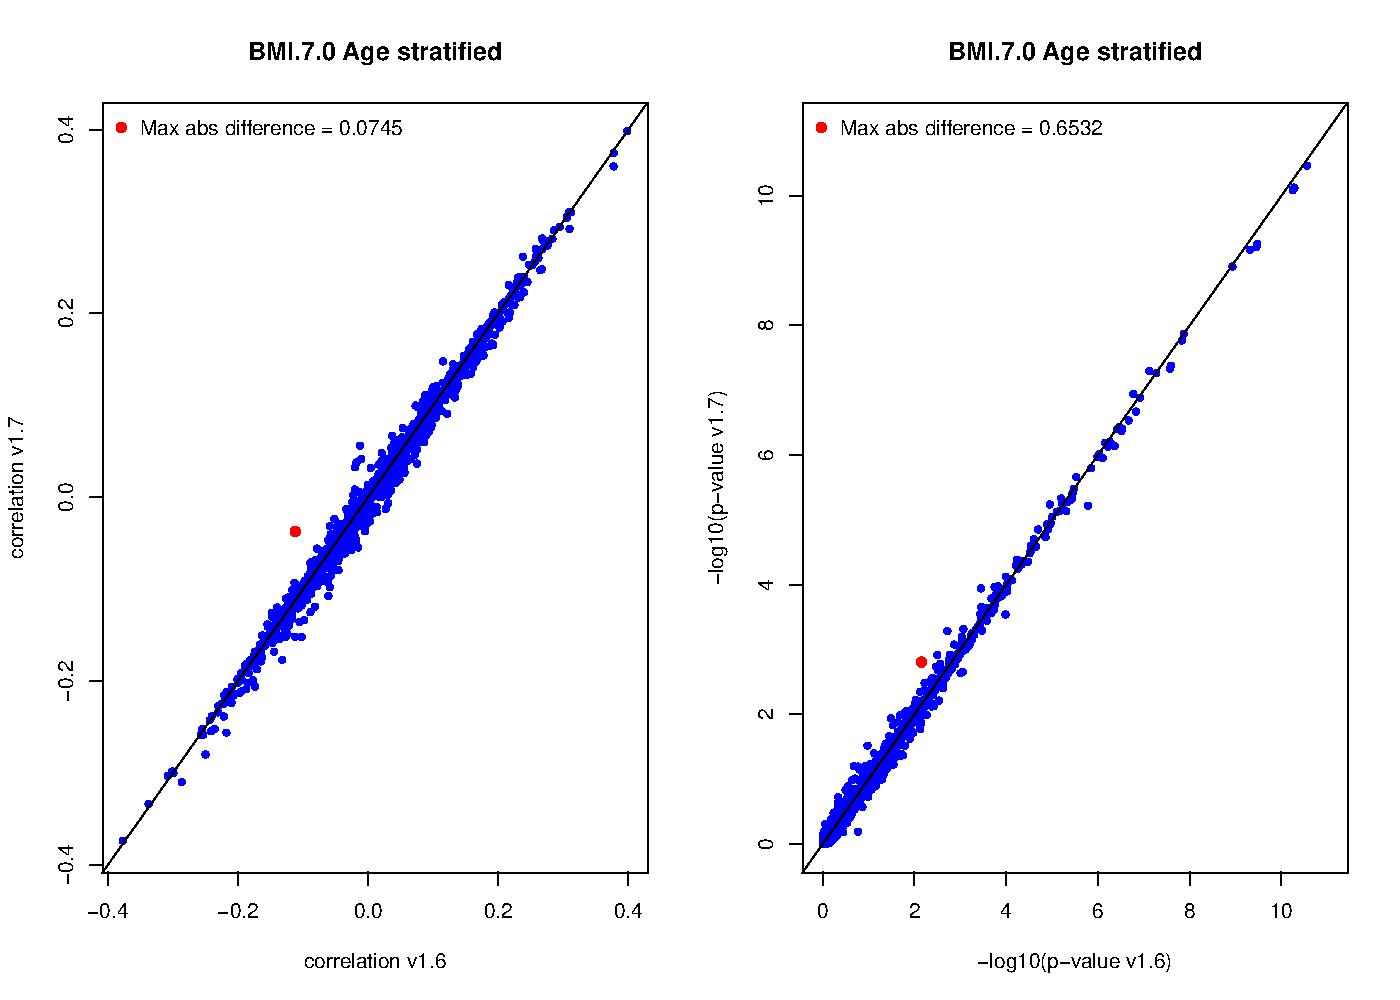 BMI.7.0 Age stratified
Max abs difference = 0.0745
correlation v1.7
0.4
0.2
0.0
−0.2
−0.4
−0.4
−0.2
0.0
0.2
0.4
correlation v1.6
BMI.7.0 Age stratified
Max abs difference = 0.6532
−log10(p−value v1.7)
10
8
6
4
2
0
0
2
4
6
8
10
−log10(p−value v1.6)